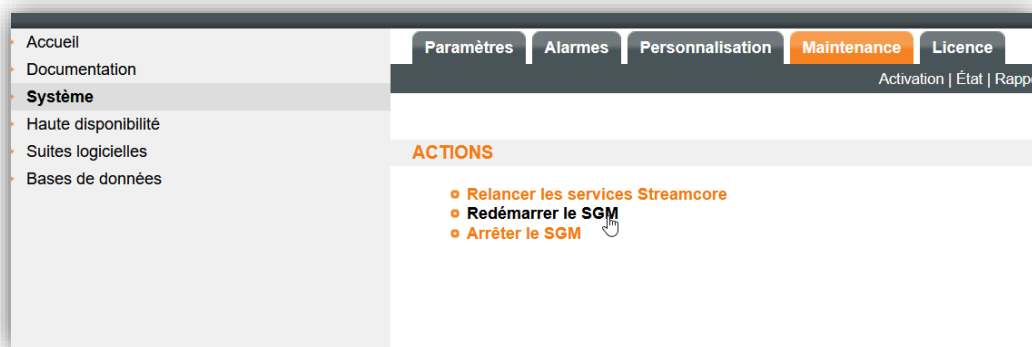 Accueil
Documentation
Système
Haute disponibilité
Suites logicielles
Bases de données
Paramètres Alarmes Personnalisation Maintenance Licence
Activation | État | Rapp
ACTIONS
Relancer les services Streamcore
Redémarrer le SGM
Arrêter le SGM